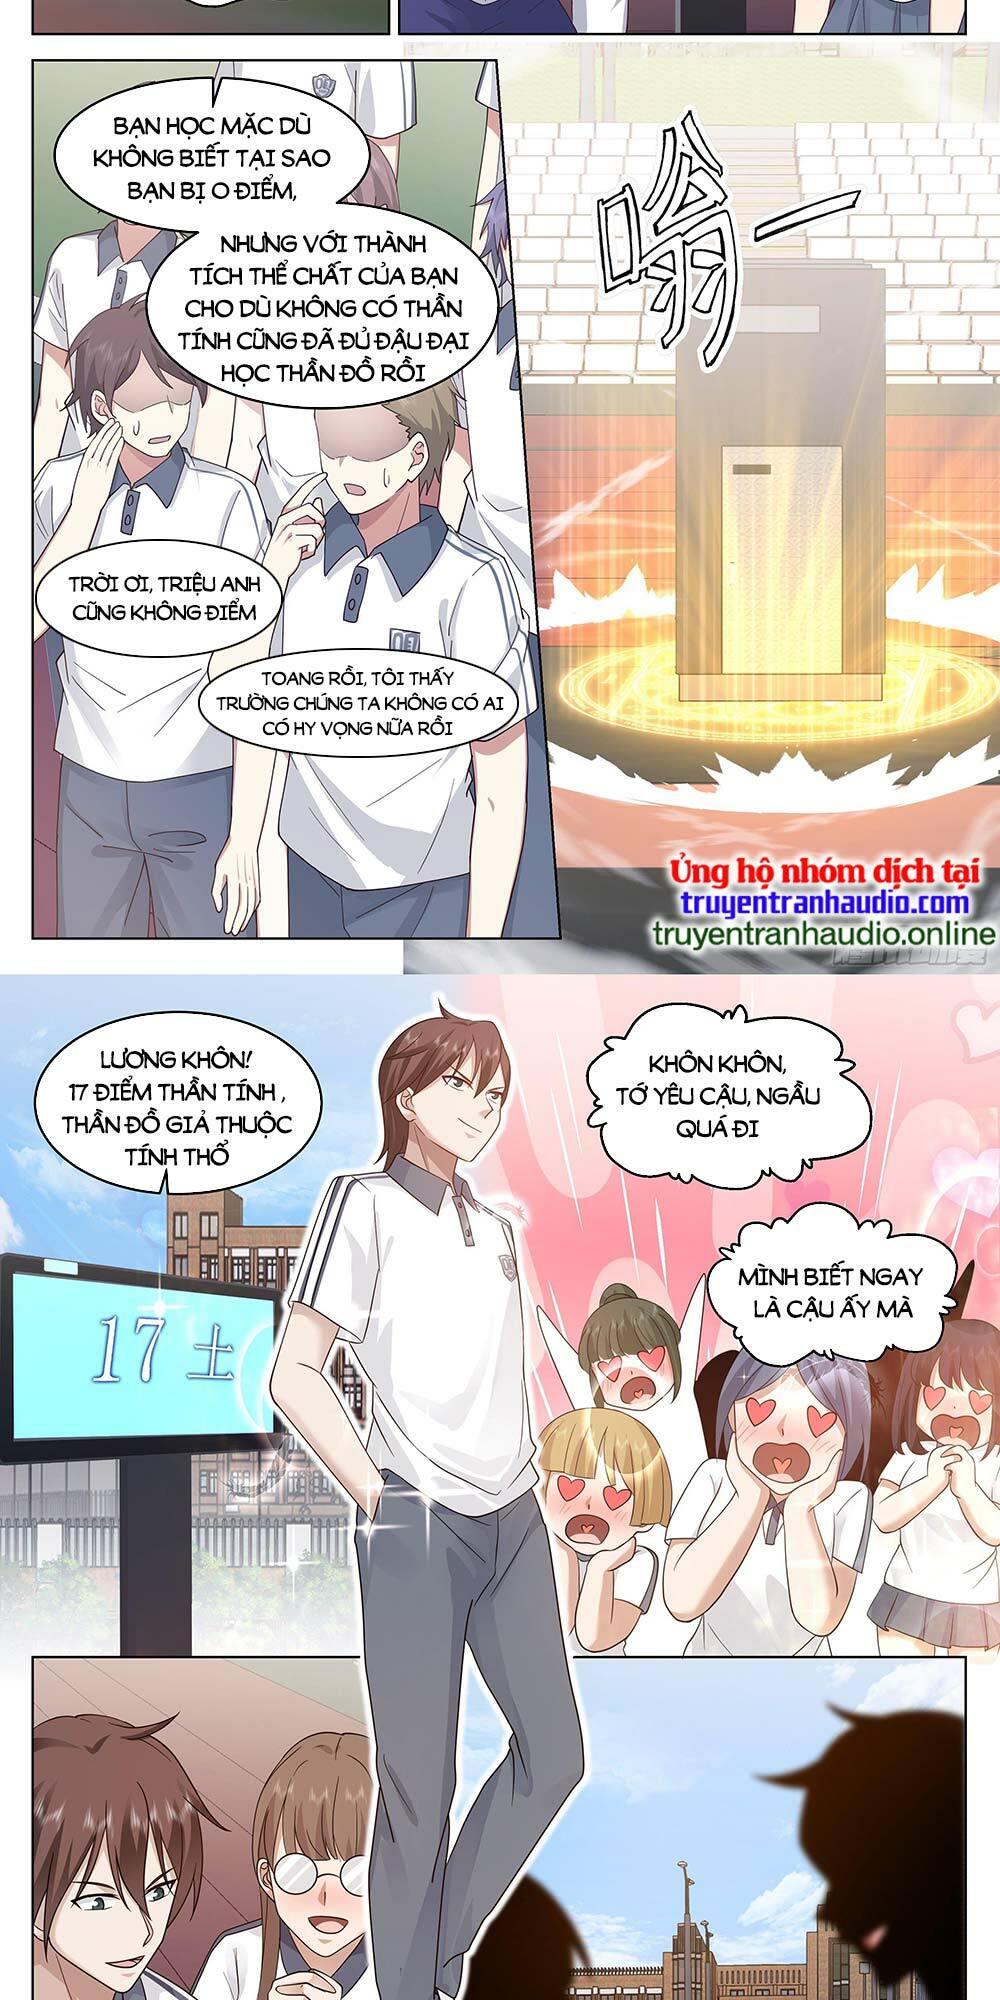 BẠN HỌC MẶC DÙ
KHÔNG BIẾT TẠI SAO
BẠN BỊ O ĐIỂM,
NHƯNG VỚI THÀNH
TÍCH THỂ CHẤT CỦA BẠN
CHO DÙ KHÔNG CÓ THẦN
TÍNH CŨNG ĐÃ ĐỦ ĐẬU ĐẠI
HỌC THẦN ĐỒ RỒI
嗡一
TRỜI ƠI, TRIỆU ANH
CŨNG KHÔNG ĐIỂM
TOANG RỒI, TÔI THẤY
TRƯỜNG CHÚNG TA KHÔNG CÓ AI
CÓ HY VỌNG NỮA RỒI
Ủng hộ nhóm dịch tại
truyentranhaudio.com
truyentranhaudio.online
LƯƠNG KHÔN!
17 ĐIỂM THẦN TÍNH ,
THẦN ĐỒ GIẢ THUỘC
TÍNH THỔ
KHÔN KHÔN,
TỚ YÊU CẬU, NGẦU
QUÁ ĐI
MÌNH BIẾT NGAY
LÀ CẬU ẤY MÀ
17 土